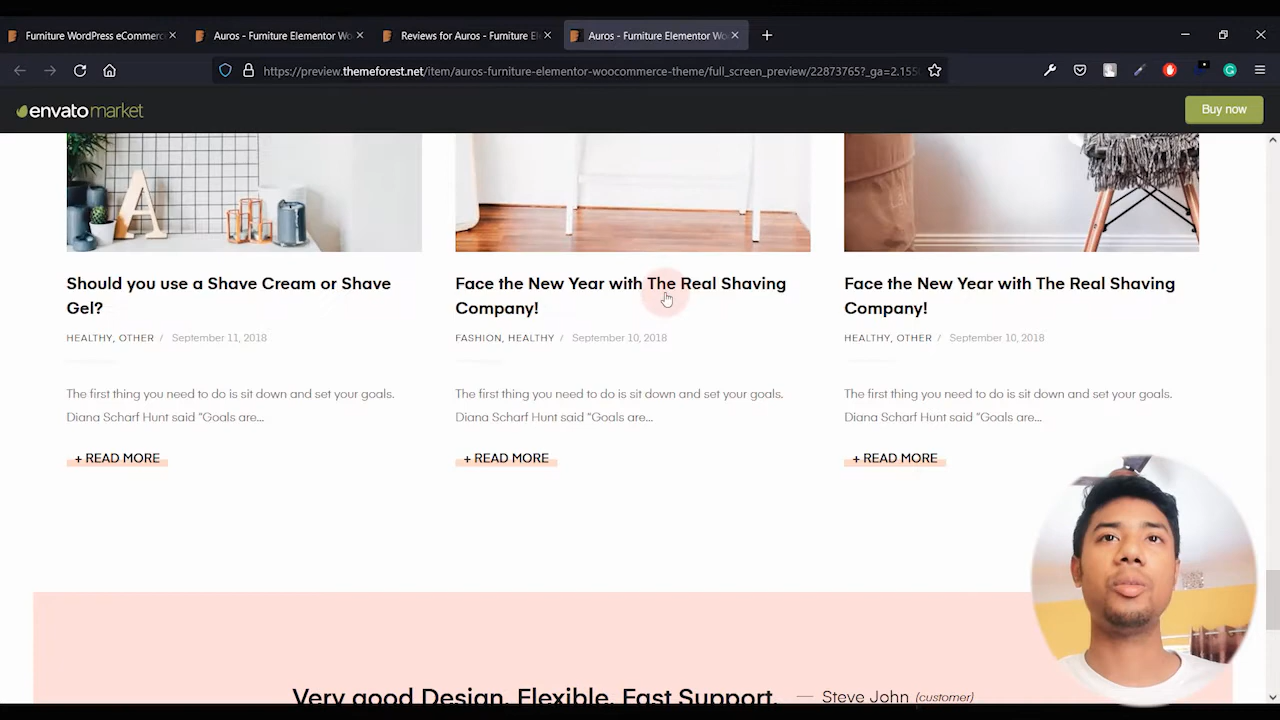 Furniture WordPress eCommerc
Auros - Furniture Elementor Wo
Reviews for Auros - Furniture El
Auros - Furniture Elementor Wo
https://preview.themeforest.net/item/auros-furniture-elementor-woocommerce-theme/full_screen_preview/22873765?_ga=2.155
envato market
Buy now
A
Should you use a Shave Cream or Shave
Gel?
HEALTHY, OTHER / September 11, 2018
The first thing you need to do is sit down and set your goals.
Diana Scharf Hunt said “Goals are...
+ READ MORE
Face the New Year with The Real Shaving
Company!
FASHION, HEALTHY / September 10, 2018
The first thing you need to do is sit down and set your goals.
Diana Scharf Hunt said “Goals are...
+ READ MORE
Face the New Year with The Real Shaving
Company!
HEALTHY, OTHER / September 10, 2018
The first thing you need to do is sit down and set your goals.
Diana Scharf Hunt said “Goals are...
+ READ MORE
Very good Design. Flexible. Fast Support. — Steve John (customer)